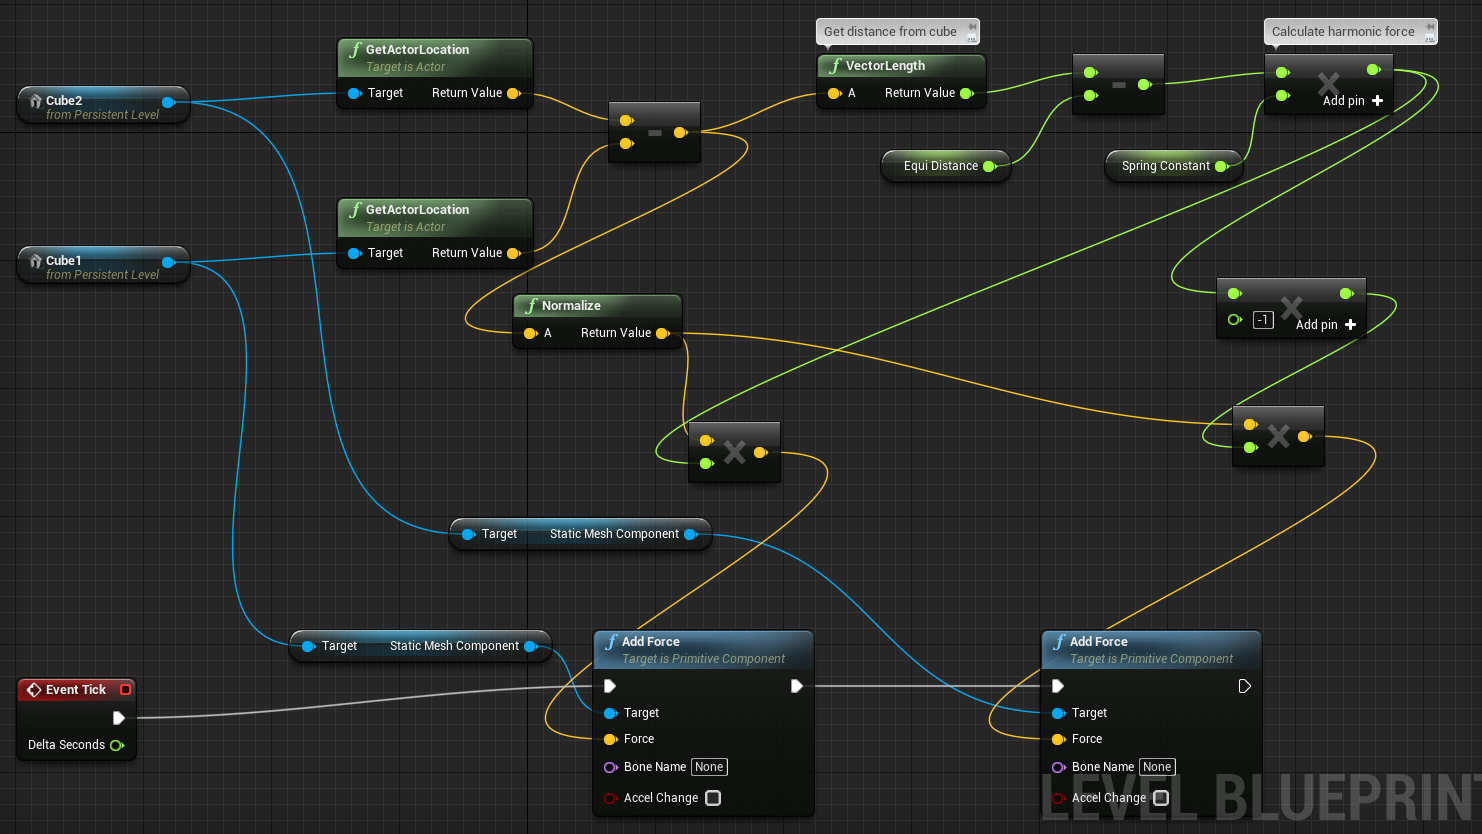 Get distance from cube
Calculate harmonic force
f GetActorLocation
Target is Actor
Target Return Value
f VectorLength
A Return Value
-
×
Add pin +
Cube2
from Persistent Level
-
Equi Distance
Spring Constant
f GetActorLocation
Target is Actor
Target Return Value
Cube1
from Persistent Level
f Normalize
A Return Value
×
-1
Add pin +
×
×
Target Static Mesh Component
Target Static Mesh Component
Event Tick
Delta Seconds
f Add Force
Target is Primitive Component
Target
Force
Bone Name None
Accel Change
f Add Force
Target is Primitive Component
Target
Force
Bone Name None
Accel Change
LEVEL BLUEPRINT